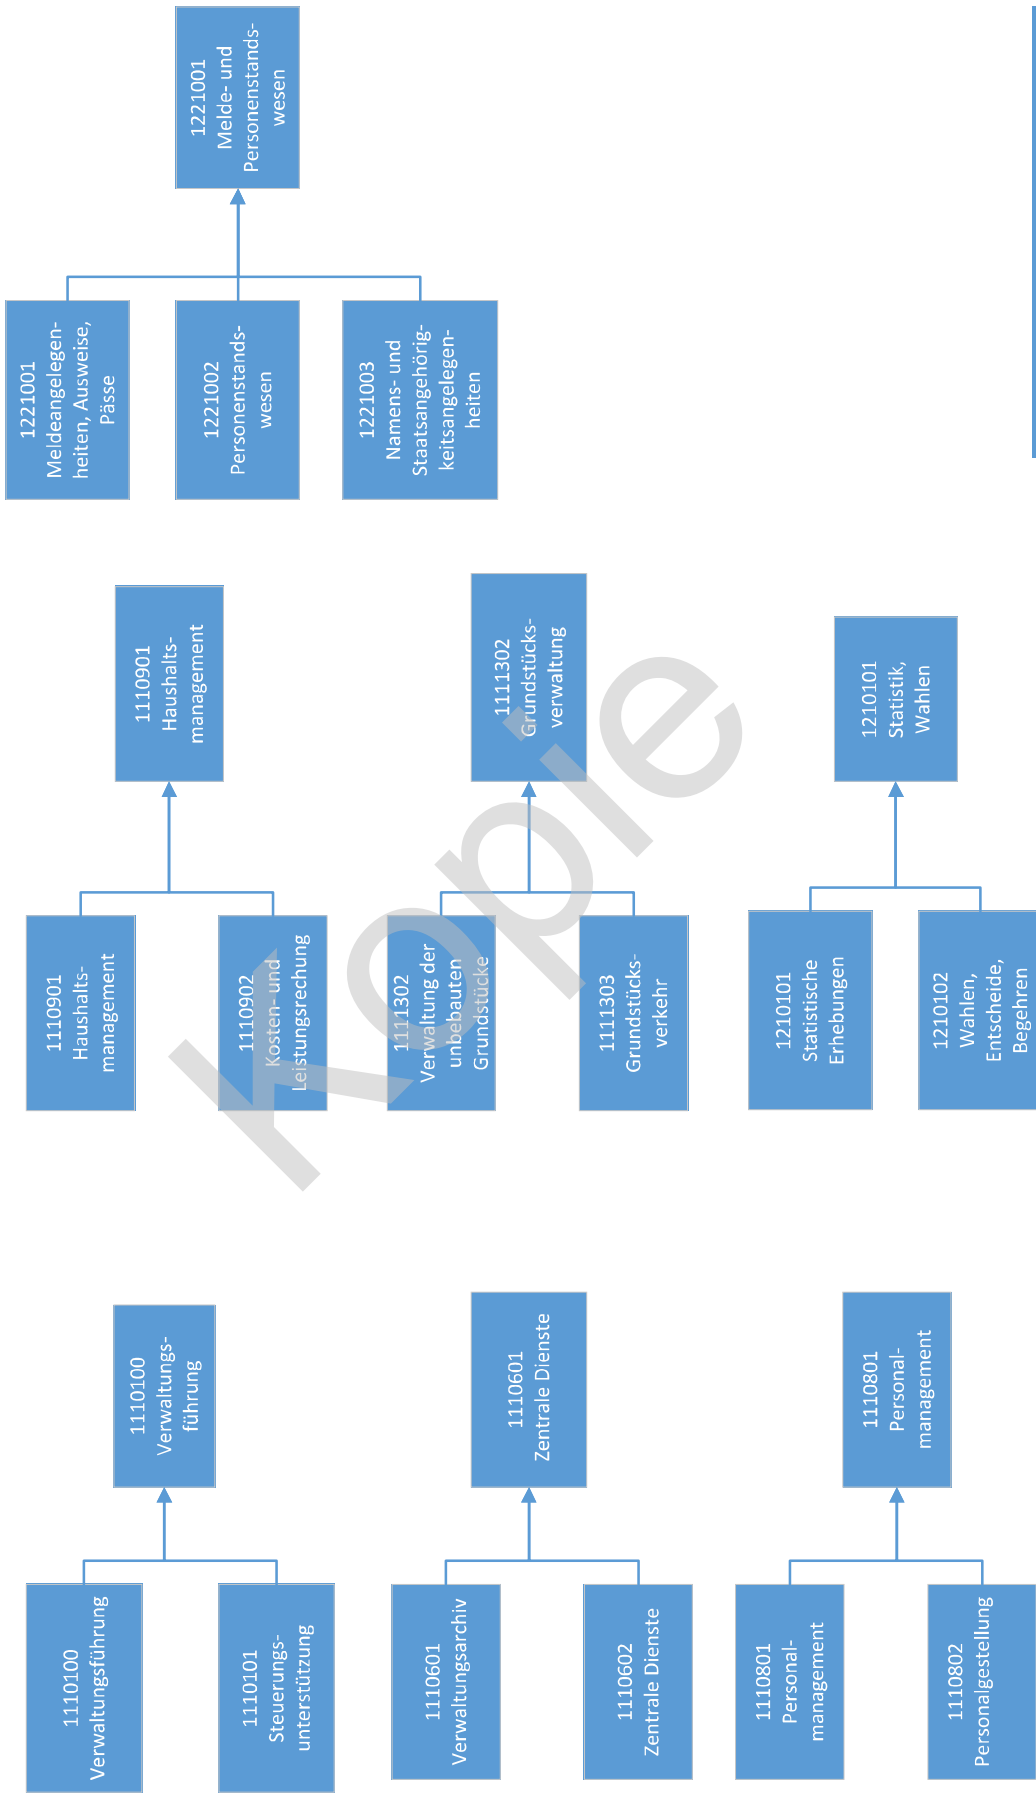 1110100
Verwaltungsführung
1110101
Steuerungs-
unterstützung
1110100
Verwaltungs-
führung
1110601
Verwaltungsarchiv
1110602
Zentrale Dienste
1110601
Zentrale Dienste
1110801
Personal-
management
1110802
Personalgestellung
1110801
Personal-
management
1110901
Haushalts-
management
1110902
Kosten- und
Leistungsrechung
1110901
Haushalts-
management
1111302
Verwaltung der
unbebauten
Grundstücke
1111303
Grundstücks-
verkehr
1111302
Grundstücks-
verwaltung
1210101
Statistische
Erhebungen
1210102
Wahlen,
Entscheide,
Begehren
1210101
Statistik,
Wahlen
1221001
Meldeangelegen-
heiten, Ausweise,
Pässe
1221002
Personenstands-
wesen
1221003
Namens- und
Staatsangehörig-
keitsangelegen-
heiten
1221001
Melde- und
Personenstands-
wesen
Kopie